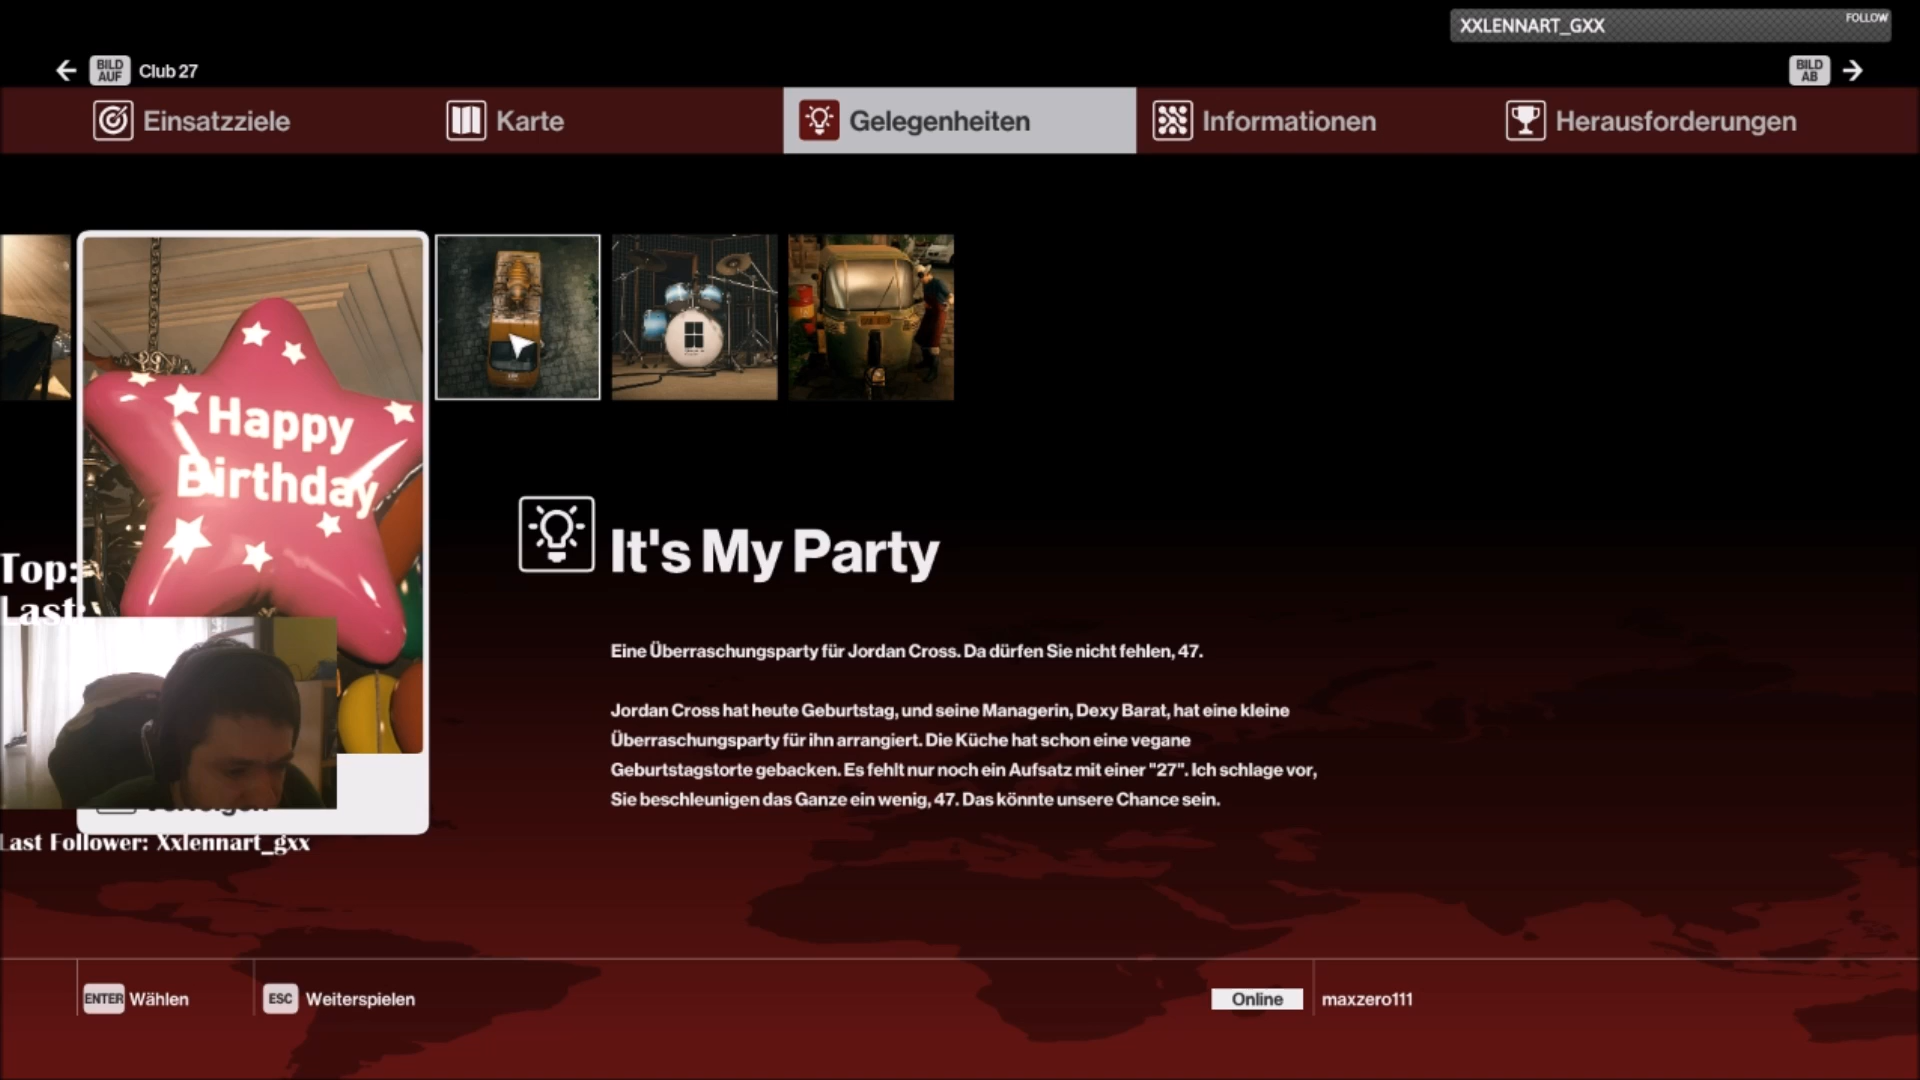 XXLENNART_GXX
FOLLOW
BILD AUF
Club 27
BILD AB
Einsatzziele
Karte
Gelegenheiten
Informationen
Herausforderungen
Happy
Birthday
It's My Party
Top:
Last:
Eine Überraschungsparty für Jordan Cross. Da dürfen Sie nicht fehlen, 47.
Jordan Cross hat heute Geburtstag, und seine Managerin, Dexy Barat, hat eine kleine
Überraschungsparty für ihn arrangiert. Die Küche hat schon eine vegane
Geburtstagstorte gebacken. Es fehlt nur noch ein Aufsatz mit einer "27". Ich schlage vor,
Sie beschleunigen das Ganze ein wenig, 47. Das könnte unsere Chance sein.
Last Follower: Xxlennart_gxx
ENTER Wählen
ESC Weiterspielen
Online
maxzero111